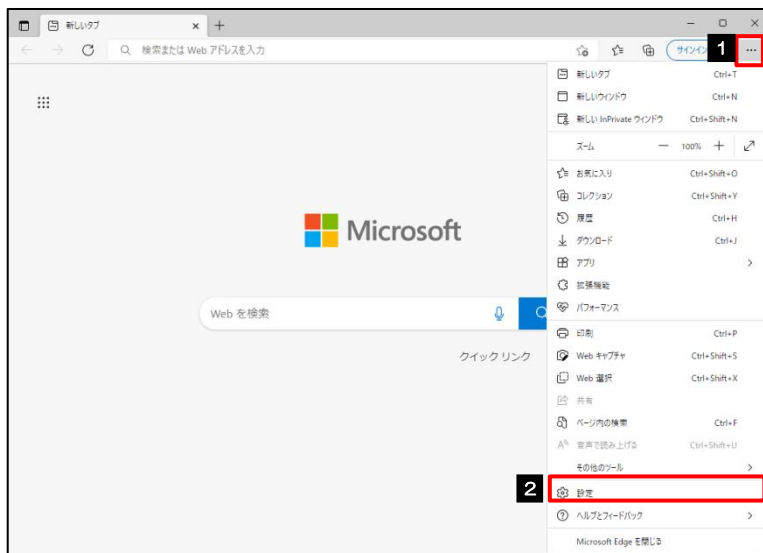 新しいタブ
検索または Web アドレスを入力
サインイン
1
新しいタブ Ctrl+T
新しいウィンドウ Ctrl+N
新しい InPrivate ウィンドウ Ctrl+Shift+N
ズーム 100%
お気に入り Ctrl+Shift+O
コレクション Ctrl+Shift+Y
履歴 Ctrl+H
ダウンロード Ctrl+J
アプリ
拡張機能
パフォーマンス
印刷 Ctrl+P
Web キャプチャ Ctrl+Shift+S
Web 選択 Ctrl+Shift+X
共有
ページ内の検索 Ctrl+F
音声で読み上げる Ctrl+Shift+U
その他のツール
2
設定
ヘルプとフィードバック
Microsoft Edge を閉じる
Microsoft
Web を検索
クイック リンク